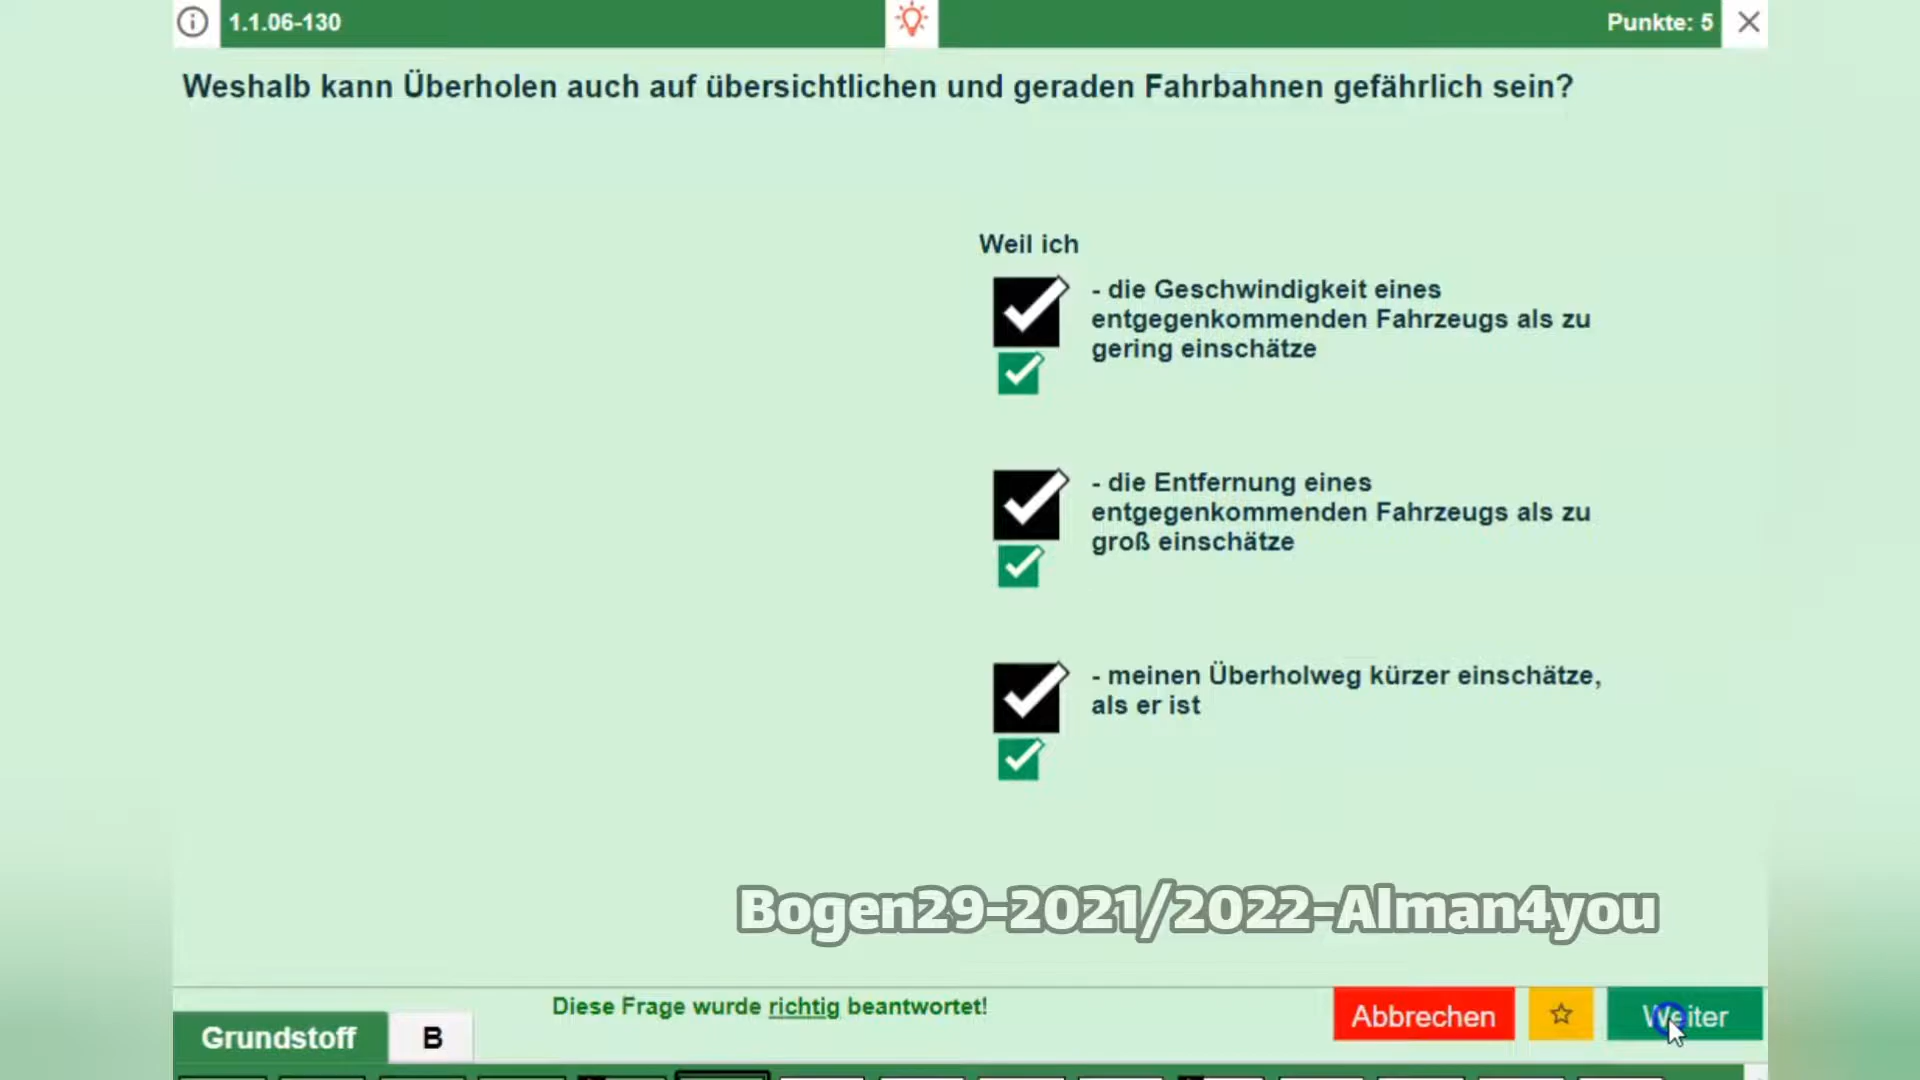 1.1.06-130
Punkte: 5
Weshalb kann Überholen auch auf übersichtlichen und geraden Fahrbahnen gefährlich sein?
Weil ich
- die Geschwindigkeit eines
entgegenkommenden Fahrzeugs als zu
gering einschätze
- die Entfernung eines
entgegenkommenden Fahrzeugs als zu
groß einschätze
- meinen Überholweg kürzer einschätze,
als er ist
Bogen29-2021/2022-Alman4you
Diese Frage wurde richtig beantwortet!
Abbrechen
Weiter
Grundstoff
B